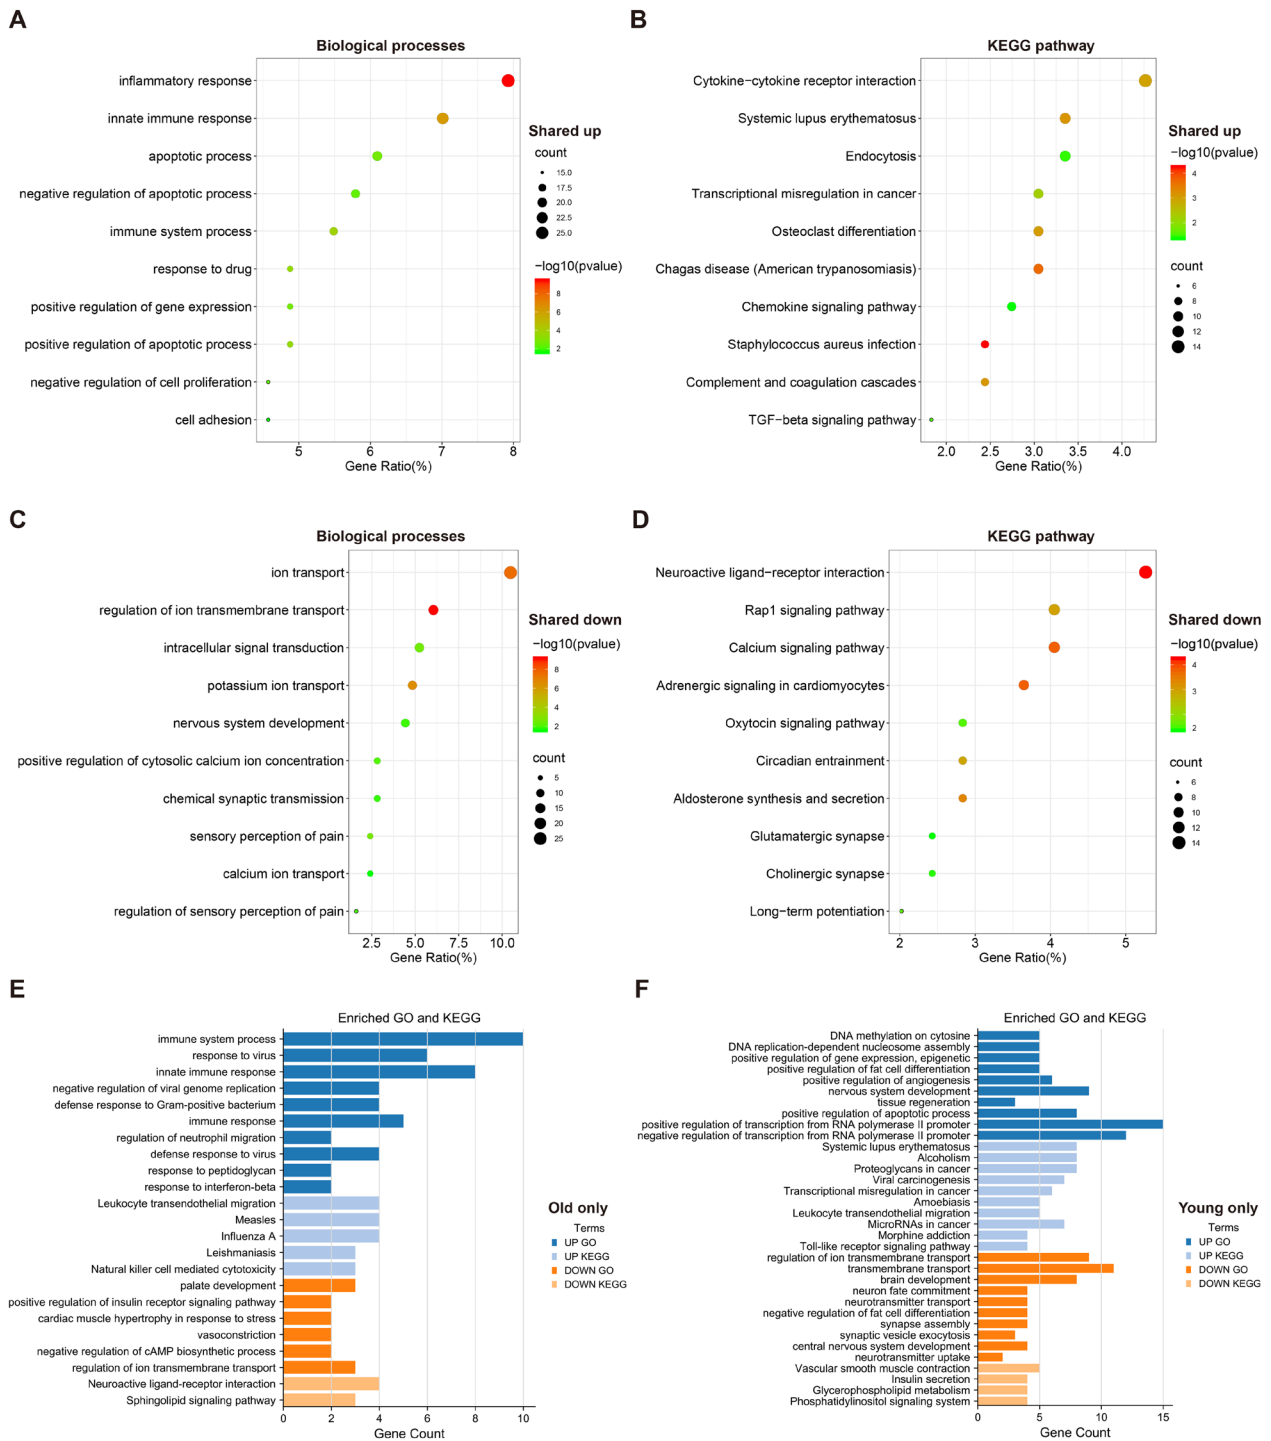 A
Biological processes
inflammatory response
innate immune response
apoptotic process
negative regulation of apoptotic process
immune system process
response to drug
positive regulation of gene expression
positive regulation of apoptotic process
negative regulation of cell proliferation
cell adhesion
5 6 7 8
Gene Ratio(%)
Shared up
count
15.0
17.5
20.0
22.5
25.0
−log10(pvalue)
8
6
4
2
B
KEGG pathway
Cytokine−cytokine receptor interaction
Systemic lupus erythematosus
Endocytosis
Transcriptional misregulation in cancer
Osteoclast differentiation
Chagas disease (American trypanosomiasis)
Chemokine signaling pathway
Staphylococcus aureus infection
Complement and coagulation cascades
TGF−beta signaling pathway
2.0 2.5 3.0 3.5 4.0
Gene Ratio(%)
Shared up
−log10(pvalue)
4
3
2
count
6
8
10
12
14
C
Biological processes
ion transport
regulation of ion transmembrane transport
intracellular signal transduction
potassium ion transport
nervous system development
positive regulation of cytosolic calcium ion concentration
chemical synaptic transmission
sensory perception of pain
calcium ion transport
regulation of sensory perception of pain
2.5 5.0 7.5 10.0
Gene Ratio(%)
Shared down
−log10(pvalue)
8
6
4
2
count
5
10
15
20
25
D
KEGG pathway
Neuroactive ligand−receptor interaction
Rap1 signaling pathway
Calcium signaling pathway
Adrenergic signaling in cardiomyocytes
Oxytocin signaling pathway
Circadian entrainment
Aldosterone synthesis and secretion
Glutamatergic synapse
Cholinergic synapse
Long−term potentiation
2 3 4 5
Gene Ratio(%)
Shared down
−log10(pvalue)
4
3
2
count
6
8
10
12
14
E
Enriched GO and KEGG
immune system process
response to virus
innate immune response
negative regulation of viral genome replication
defense response to Gram-positive bacterium
immune response
regulation of neutrophil migration
defense response to virus
response to peptidoglycan
response to interferon-beta
Leukocyte transendothelial migration
Measles
Influenza A
Leishmaniasis
Natural killer cell mediated cytotoxicity
palate development
positive regulation of insulin receptor signaling pathway
cardiac muscle hypertrophy in response to stress
vasoconstriction
negative regulation of cAMP biosynthetic process
regulation of ion transmembrane transport
Neuroactive ligand-receptor interaction
Sphingolipid signaling pathway
0 2 4 6 8 10
Gene Count
Old only
Terms
UP GO
UP KEGG
DOWN GO
DOWN KEGG
F
Enriched GO and KEGG
DNA methylation on cytosine
DNA replication-dependent nucleosome assembly
positive regulation of gene expression, epigenetic
positive regulation of fat cell differentiation
positive regulation of angiogenesis
nervous system development
tissue regeneration
positive regulation of apoptotic process
positive regulation of transcription from RNA polymerase II promoter
negative regulation of transcription from RNA polymerase II promoter
Systemic lupus erythematosus
Alcoholism
Proteoglycans in cancer
Viral carcinogenesis
Transcriptional misregulation in cancer
Amoebiasis
Leukocyte transendothelial migration
MicroRNAs in cancer
Morphine addiction
Toll-like receptor signaling pathway
regulation of ion transmembrane transport
transmembrane transport
brain development
neuron fate commitment
neurotransmitter transport
negative regulation of fat cell differentiation
synapse assembly
synaptic vesicle exocytosis
central nervous system development
neurotransmitter uptake
Vascular smooth muscle contraction
Insulin secretion
Glycerophospholipid metabolism
Phosphatidylinositol signaling system
0 5 10 15
Gene Count
Young only
Terms
UP GO
UP KEGG
DOWN GO
DOWN KEGG